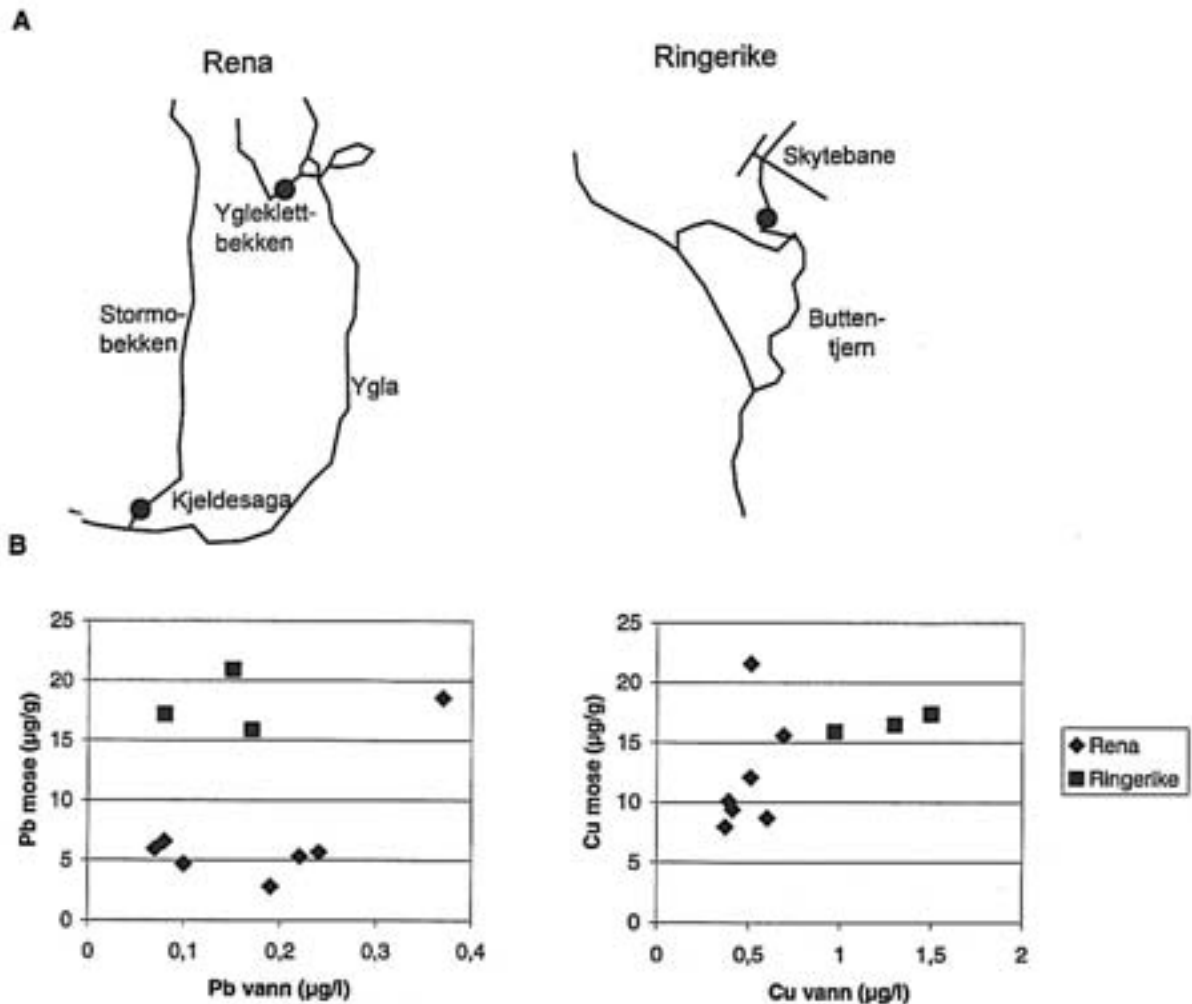 A
Rena
Ringerike
Skytebane
Ygleklett-
bekken
Stormo-
bekken
Butten-
tjern
Ygla
Kjeldesaga
B
25
20
15
10
5
0
Pb mose (µg/g)
0
0,1
0,2
0,3
0,4
Pb vann (µg/l)
25
20
15
10
5
0
Cu mose (µg/g)
0
0,5
1
1,5
2
Cu vann (µg/l)
Rena
Ringerike